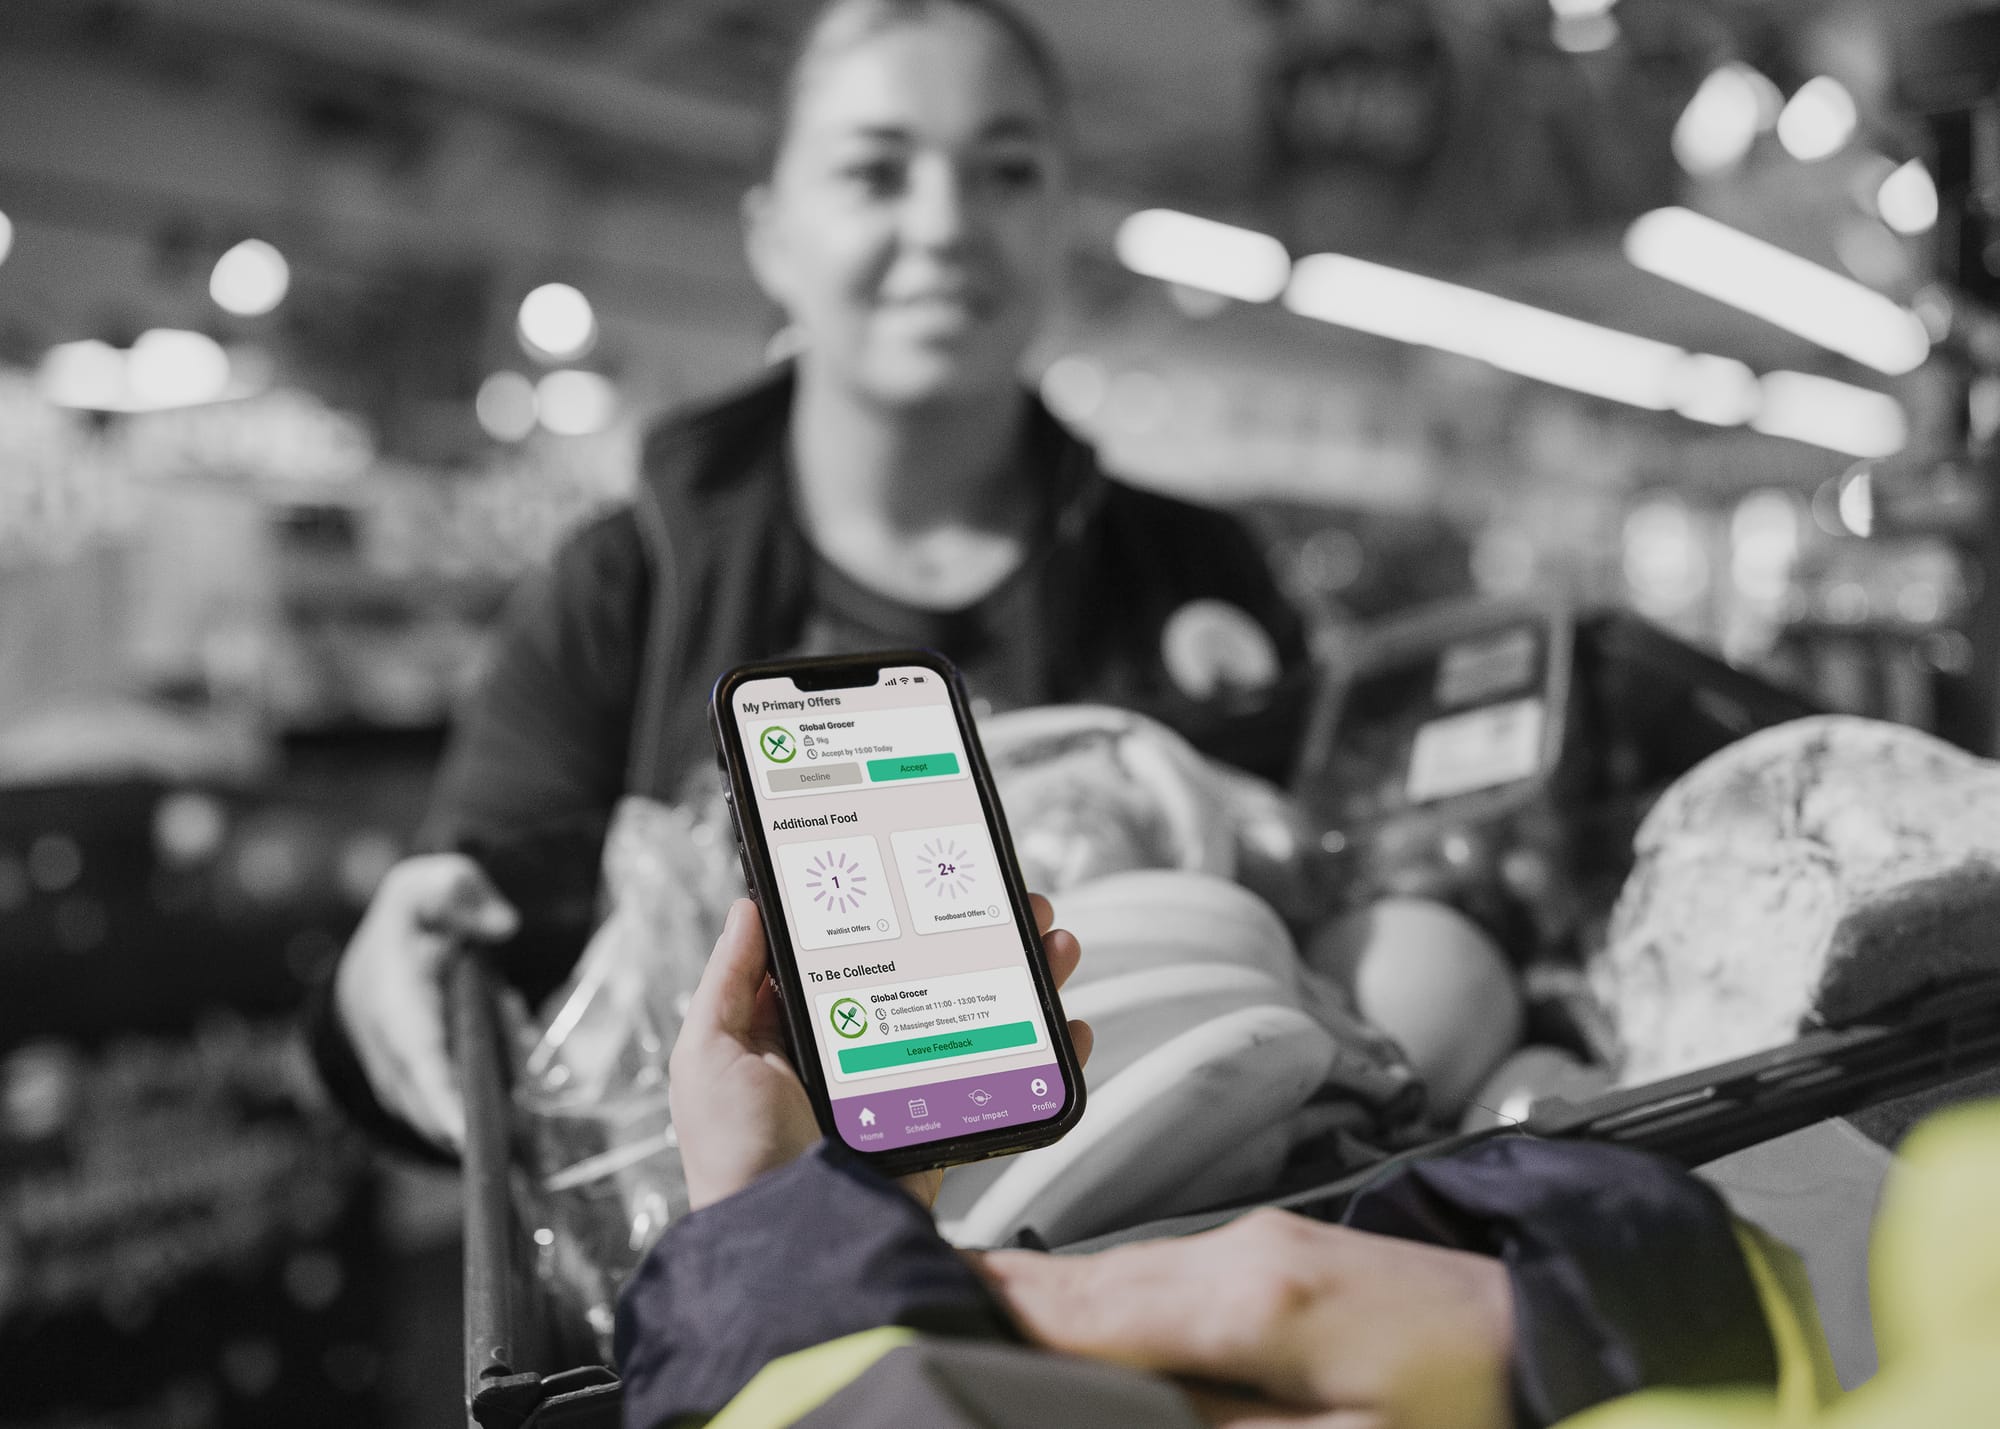 My Primary Offers
Global Grocer
9kg
Accept by 15:00 Today
Decline
Accept
Additional Food
1
2+
Waitlist Offers
Foodboard Offers
To Be Collected
Global Grocer
Collection at 11:00 - 13:00 Today
2 Massinger Street, SE17 1TY
Leave Feedback
Home
Schedule
Your Impact
Profile